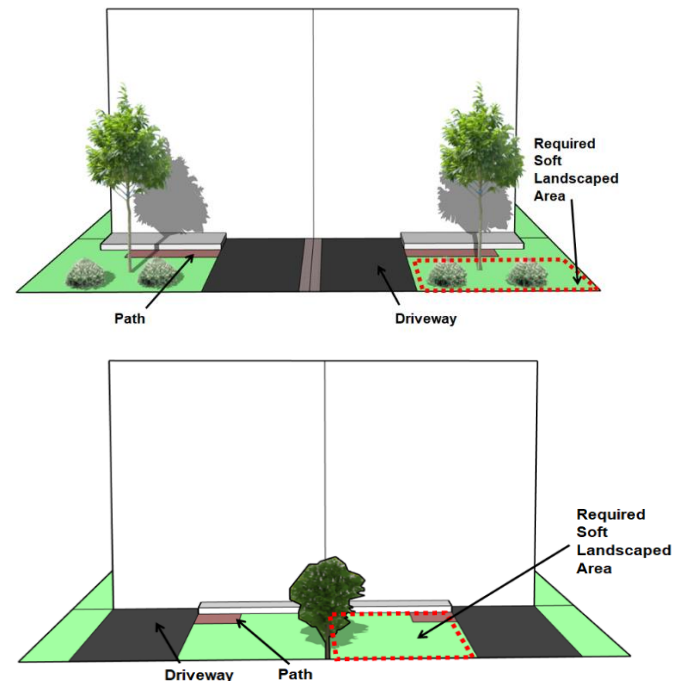 Required
Soft
Landscaped
Area
Path
Driveway
Required
Soft
Landscaped
Area
Driveway
Path